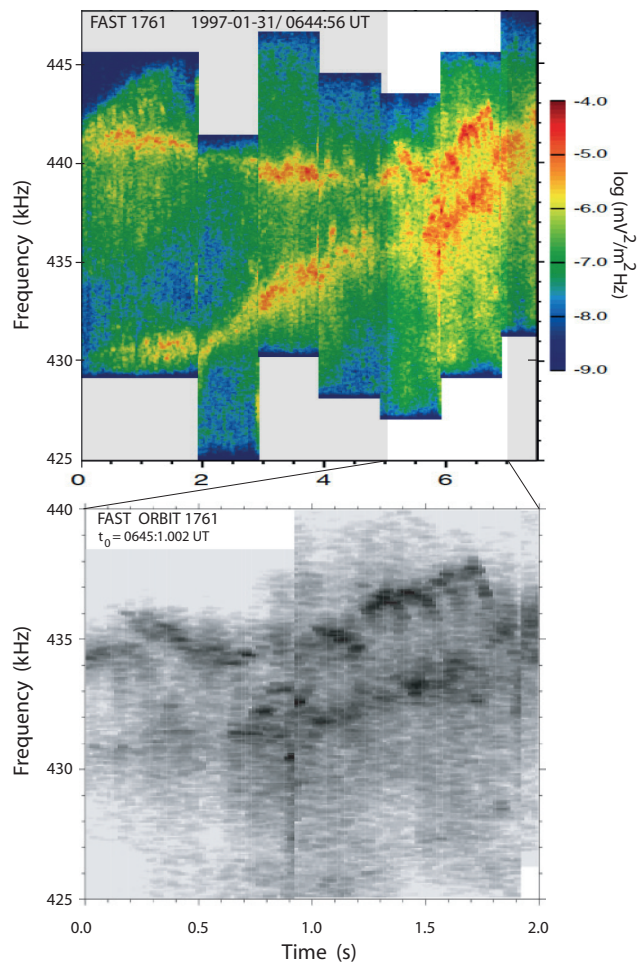 FAST 1761 1997-01-31/ 0644:56 UT
445
440
435
430
425
Frequency (kHz)
0 2 4 6
-4.0
-5.0
-6.0
-7.0
-8.0
-9.0
log (mV²/m²Hz)
440
435
430
425
Frequency (kHz)
FAST ORBIT 1761
t₀ = 0645:1.002 UT
0.0 0.5 1.0 1.5 2.0
Time (s)